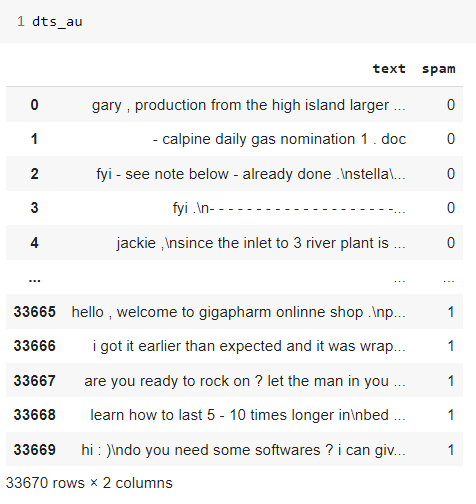 1 dts_au
text spam
0 gary , production from the high island larger ... 0
1 - calpine daily gas nomination 1 . doc 0
2 fyi - see note below - already done .\nstella\... 0
3 fyi .\n- - - - - - - - - - - - - - - - - - - -... 0
4 jackie ,\nsince the inlet to 3 river plant is ... 0
... ... ...
33665 hello , welcome to gigapharm onlinne shop .\np... 1
33666 i got it earlier than expected and it was wrap... 1
33667 are you ready to rock on ? let the man in you ... 1
33668 learn how to last 5 - 10 times longer in\nbed ... 1
33669 hi : )\ndo you need some softwares ? i can giv... 1
33670 rows × 2 columns